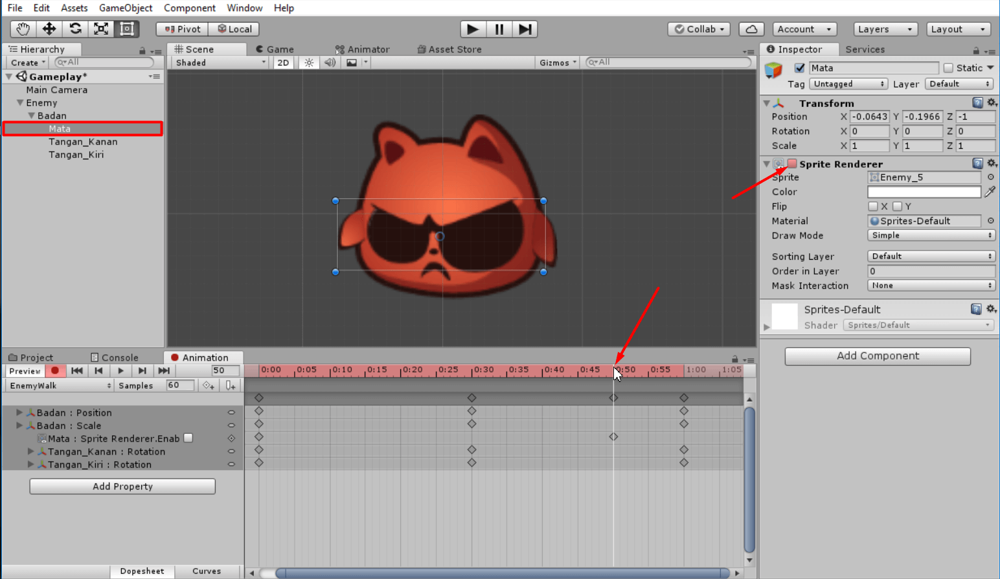 File Edit Assets GameObject Component Window Help
Pivot Local Collab Account Layers Layout
Hierarchy Scene Game Animator Asset Store Inspector Services
Create All Shaded 2D Gizmos All
Gameplay*
Main Camera
Enemy
Badan
Mata
Tangan_Kanan
Tangan_Kiri
Mata Static
Tag Untagged Layer Default
Transform
Position X -0.0643 Y -0.1966 Z -1
Rotation X 0 Y 0 Z 0
Scale X 1 Y 1 Z 1
Sprite Renderer
Sprite Enemy_5
Color
Flip X Y
Material Sprites-Default
Draw Mode Simple
Sorting Layer Default
Order in Layer 0
Mask Interaction None
Sprites-Default
Shader Sprites/Default
Add Component
Project Console Animation
Preview 50 0:00 0:05 0:10 0:15 0:20 0:25 0:30 0:35 0:40 0:45 0:50 0:55 1:00 1:05
EnemyWalk Samples 60
Badan : Position
Badan : Scale
Mata : Sprite Renderer.Enab
Tangan_Kanan : Rotation
Tangan_Kiri : Rotation
Add Property
Dopesheet Curves